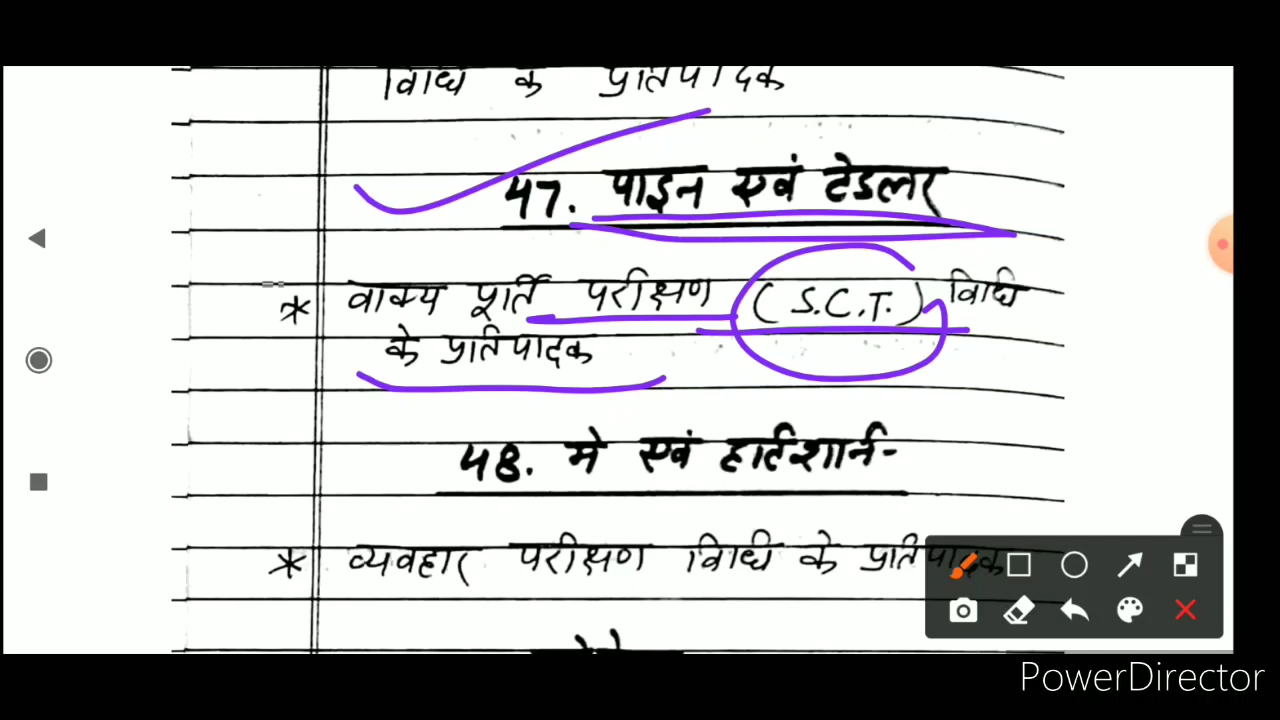 विधि के प्रतिपादक
47. पाइन एवं टेडलर
* वाक्य पूर्ति परीक्षण (S.C.T.) विधि
के प्रतिपादक
48. मे एवं हार्टशार्न-
* व्यवहार परीक्षण विधि के प्रतिपादक
PowerDirector